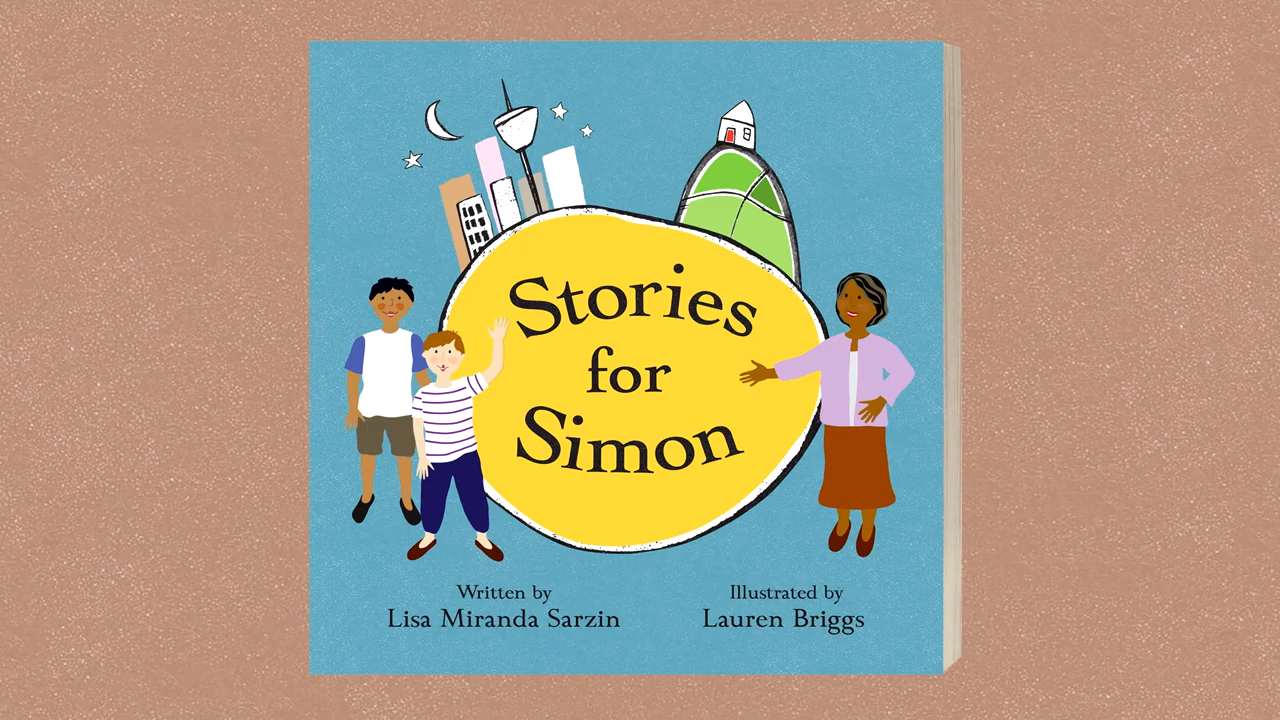 Stories
for
Simon
Written by
Lisa Miranda Sarzin
Illustrated by
Lauren Briggs